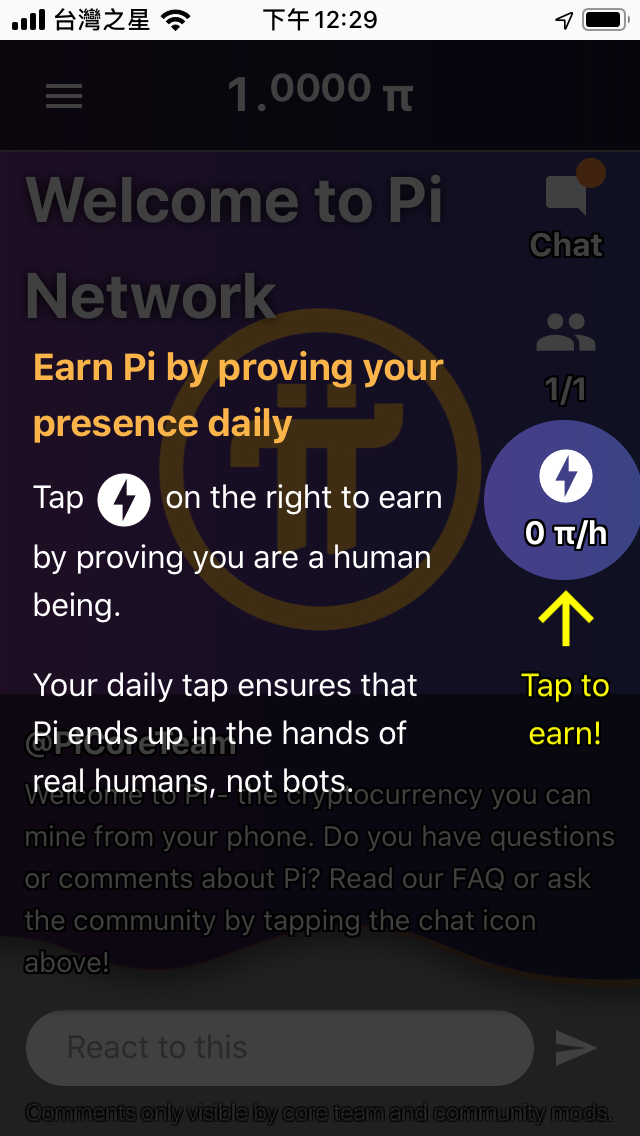 台灣之星 下午12:29
1.0000 π
Welcome to Pi
Network
Chat
1/1
Earn Pi by proving your
presence daily
Tap on the right to earn
by proving you are a human
being.
0 π/h
Tap to
earn!
Your daily tap ensures that
Pi ends up in the hands of
real humans, not bots.
@PiCoreTeam
Welcome to Pi - the cryptocurrency you can
mine from your phone. Do you have questions
or comments about Pi? Read our FAQ or ask
the community by tapping the chat icon
above!
React to this
Comments only visible by core team and community mods.